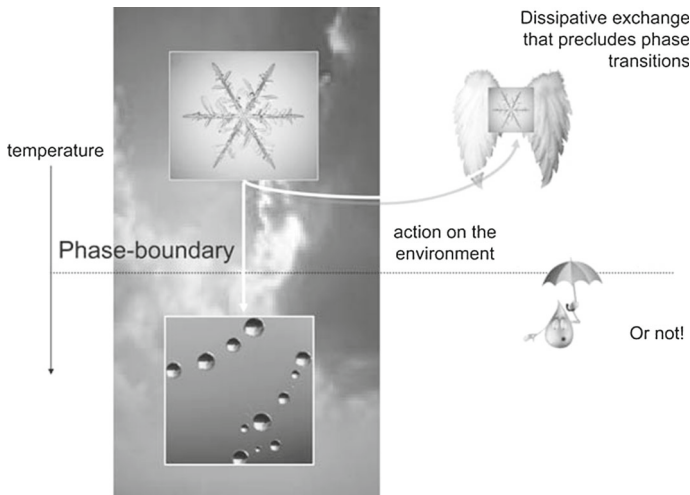 Dissipative exchange
that precludes phase
transitions
temperature
Phase-boundary
action on the
environment
Or not!